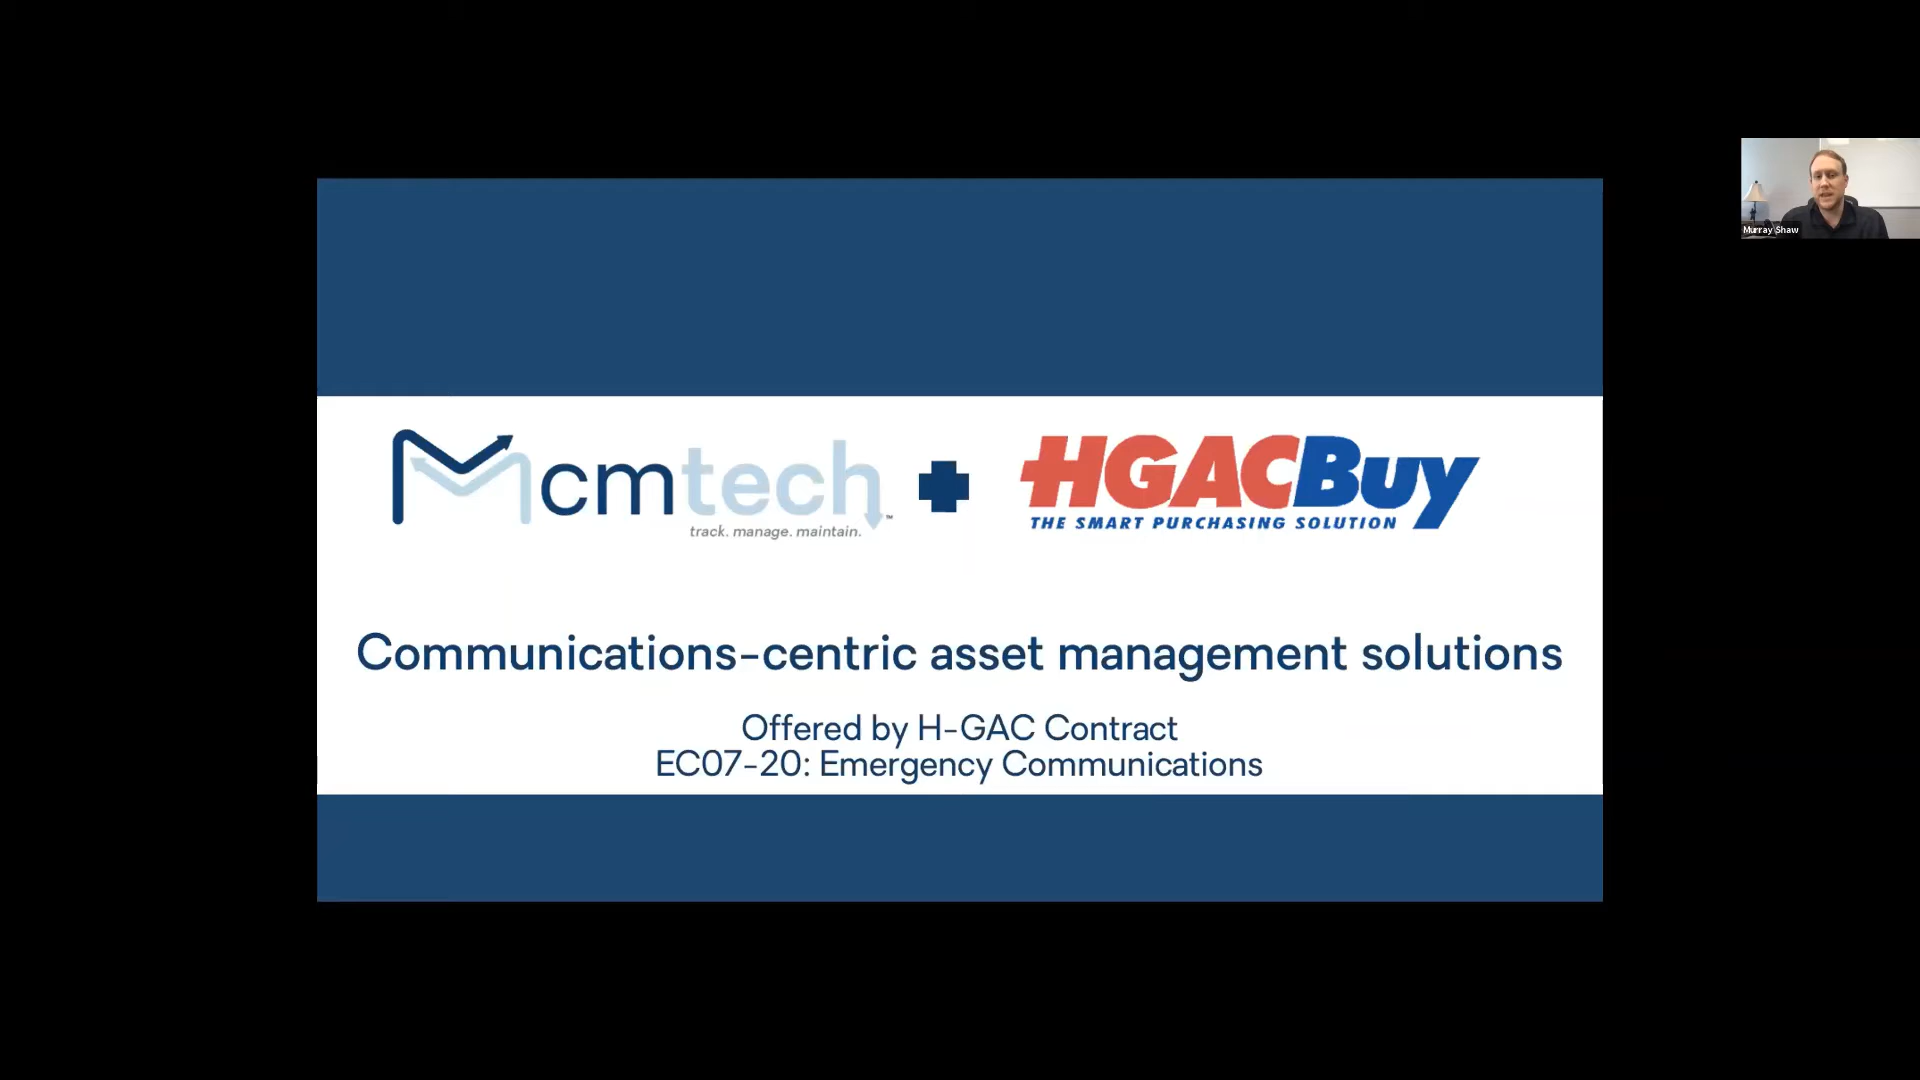 Mcmtech™
track. manage. maintain.
HGACBuy
THE SMART PURCHASING SOLUTION
Communications-centric asset management solutions
Offered by H-GAC Contract
EC07-20: Emergency Communications
Murray Shaw